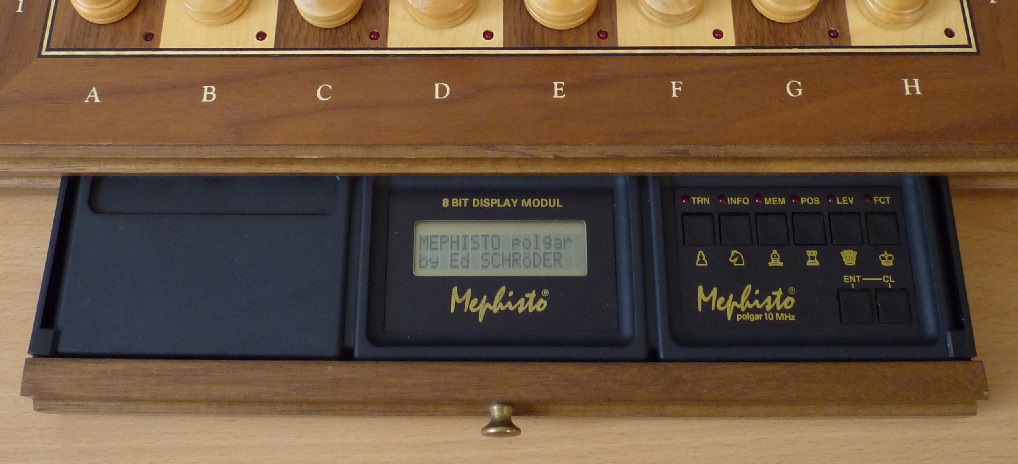 1
A B C D E F G H
8 BIT DISPLAY MODUL
MEPHISTO polgar
by Ed SCHRöDER
Mephisto®
TRN INFO MEM POS LEV FCT
ENT CL
Mephisto®
polgar 10 MHz